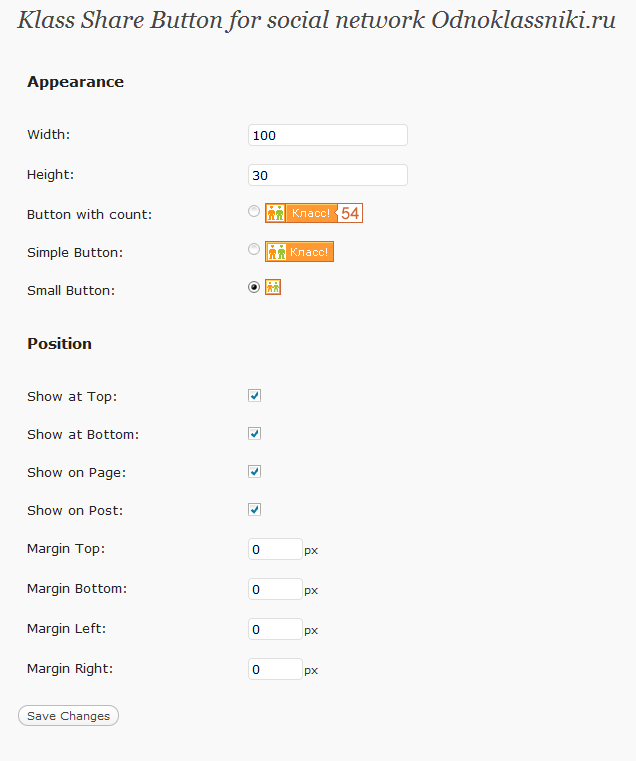 Klass Share Button for social network Odnoklassniki.ru
Appearance
Width: 100
Height: 30
Button with count: Класс! 54
Simple Button: Класс!
Small Button:
Position
Show at Top:
Show at Bottom:
Show on Page:
Show on Post:
Margin Top: 0 px
Margin Bottom: 0 px
Margin Left: 0 px
Margin Right: 0 px
Save Changes